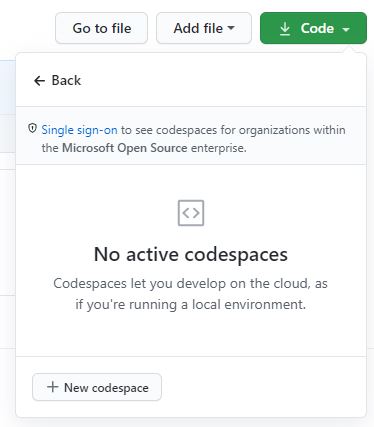 Go to file Add file Code
Back
Single sign-on to see codespaces for organizations within
the Microsoft Open Source enterprise.
No active codespaces
Codespaces let you develop on the cloud, as
if you're running a local environment.
New codespace